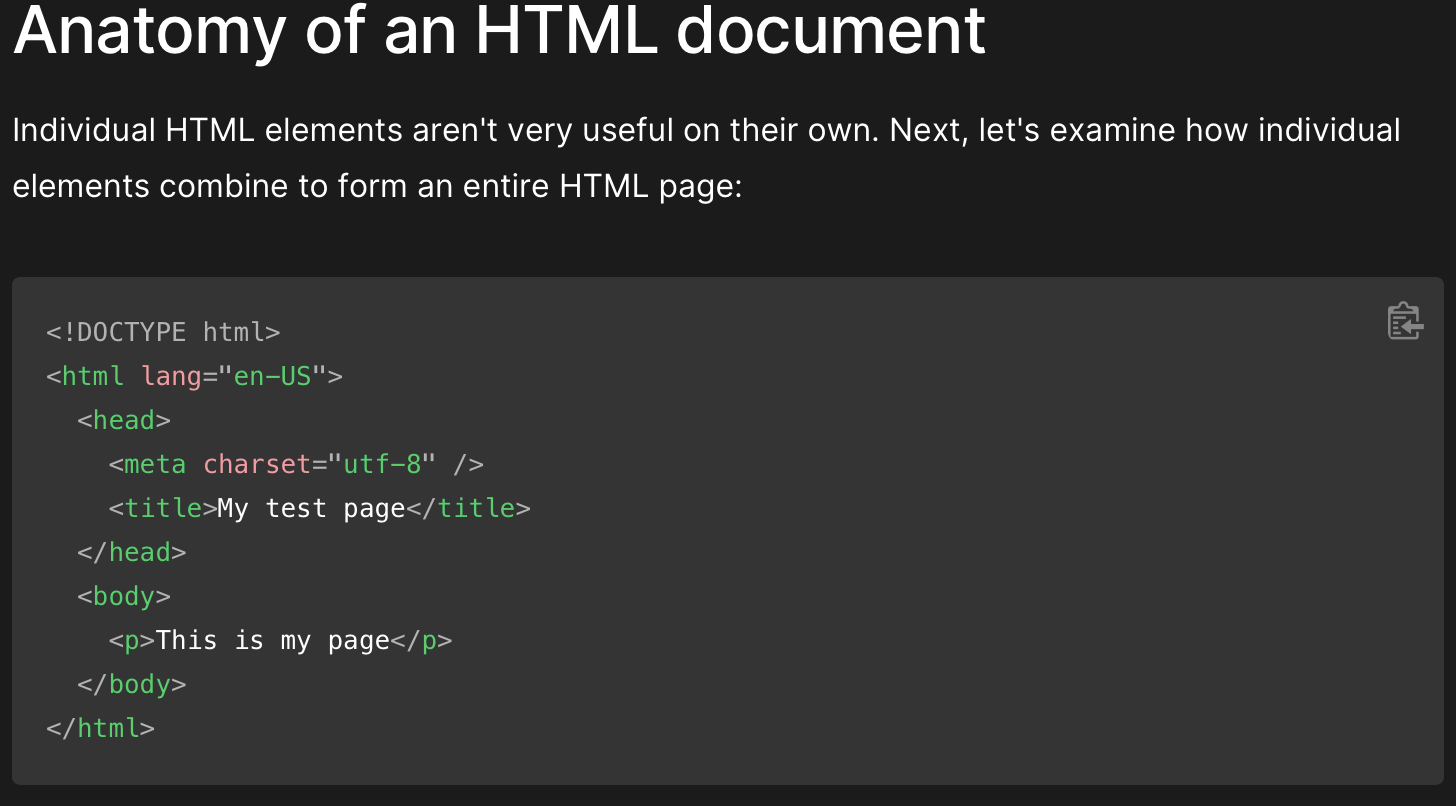 Anatomy of an HTML document
Individual HTML elements aren't very useful on their own. Next, let's examine how individual
elements combine to form an entire HTML page:
<!DOCTYPE html>
<html lang="en-US">
  <head>
    <meta charset="utf-8" />
    <title>My test page</title>
  </head>
  <body>
    <p>This is my page</p>
  </body>
</html>